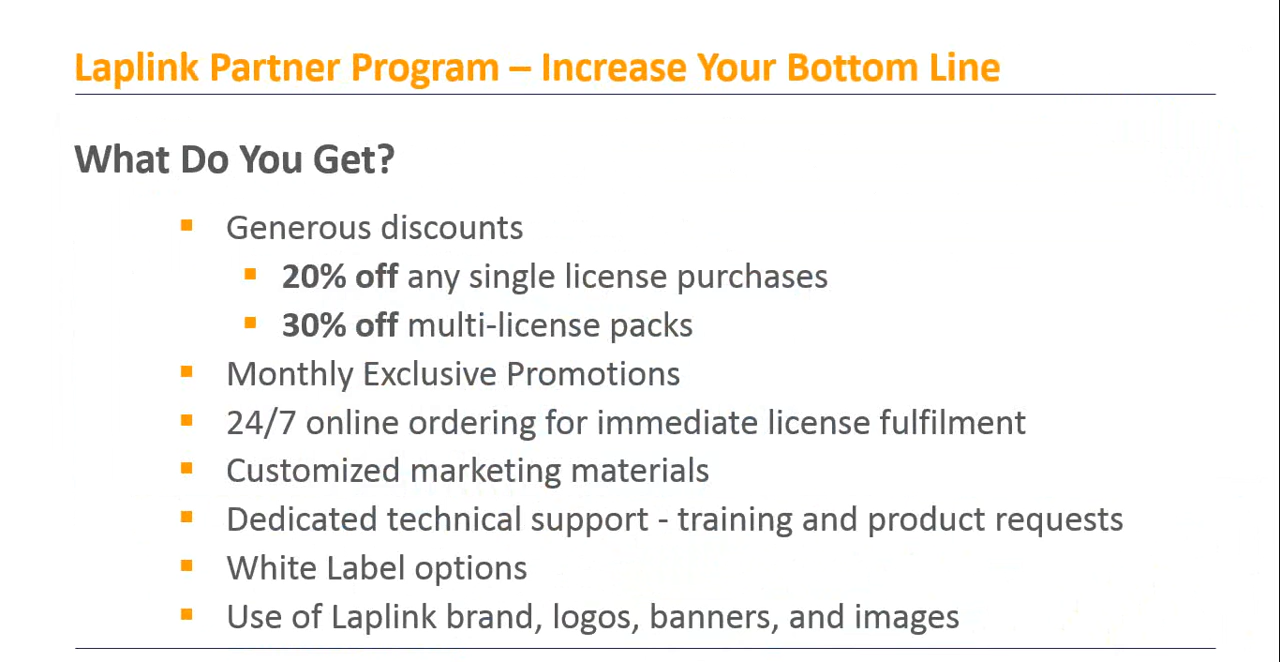 Laplink Partner Program – Increase Your Bottom Line
What Do You Get?
Generous discounts
20% off any single license purchases
30% off multi-license packs
Monthly Exclusive Promotions
24/7 online ordering for immediate license fulfilment
Customized marketing materials
Dedicated technical support - training and product requests
White Label options
Use of Laplink brand, logos, banners, and images